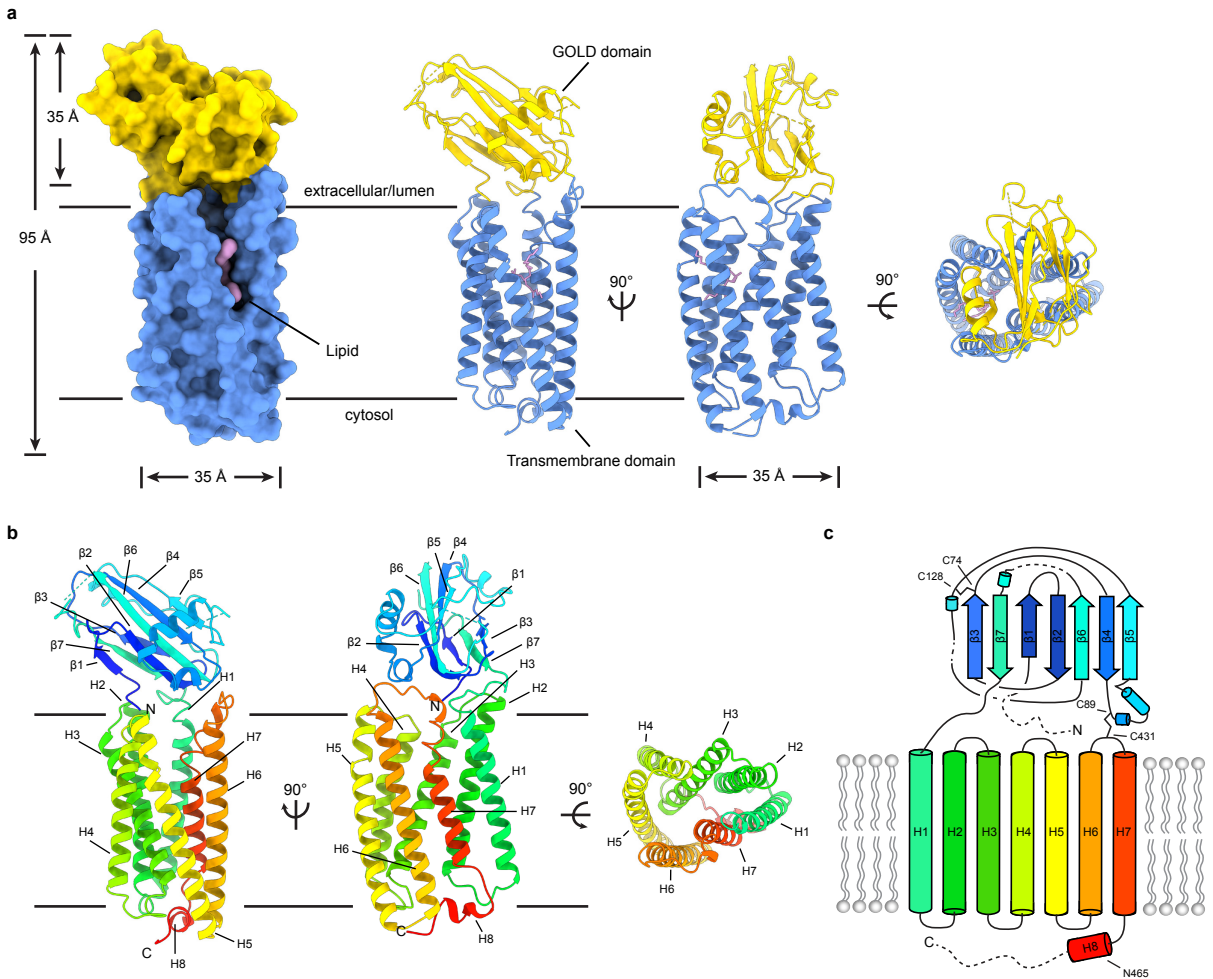 a
35 Å
95 Å
GOLD domain
extracellular/lumen
90°
90°
Lipid
cytosol
Transmembrane domain
35 Å
35 Å
b
β2
β6
β4
β5
β3
β7
β1
H2
N
H1
H3
H7
H6
H4
C
H8
H5
90°
β5
β4
β6
β1
β2
β3
β7
H4
H3
N
H2
H5
H1
H7
H6
C
H8
90°
H4
H3
H2
H5
H1
H6
H7
c
C74
C128
β3
β7
β1
β2
β6
β4
β5
C89
N
C431
H1
H2
H3
H4
H5
H6
H7
C
H8
N465